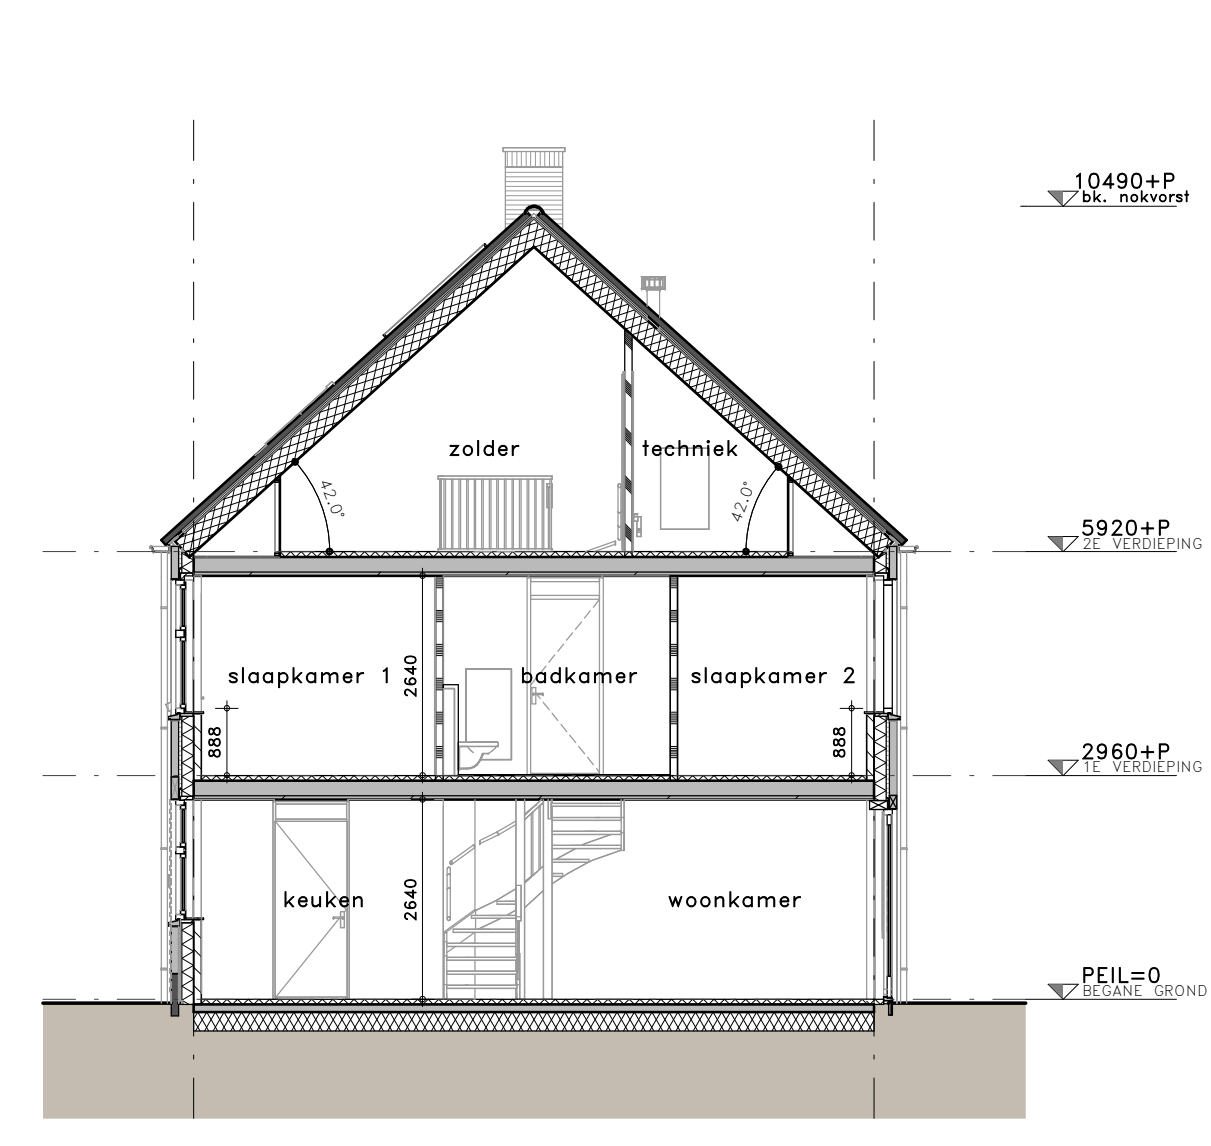 10490+P
bk. nokvorst
zolder
techniek
42.0°
42.0°
5920+P
2E VERDIEPING
slaapkamer 1
2640
badkamer
slaapkamer 2
888
888
2960+P
1E VERDIEPING
keuken
2640
woonkamer
PEIL=0
BEGANE GROND